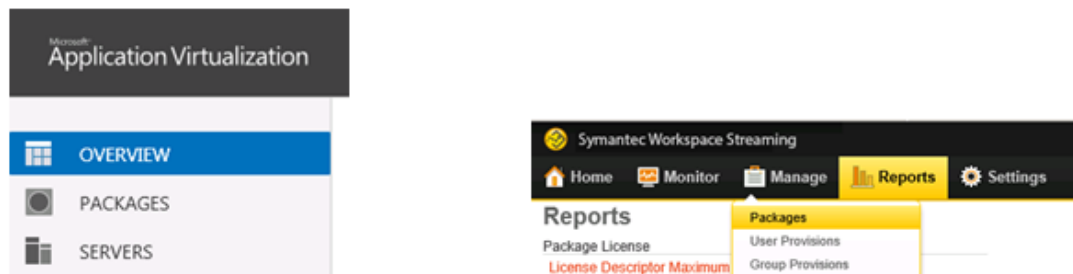 Microsoft®
Application Virtualization
OVERVIEW
PACKAGES
SERVERS
Symantec Workspace Streaming
Home Monitor Manage Reports Settings
Reports
Packages
Package License
User Provisions
License Descriptor Maximum
Group Provisions